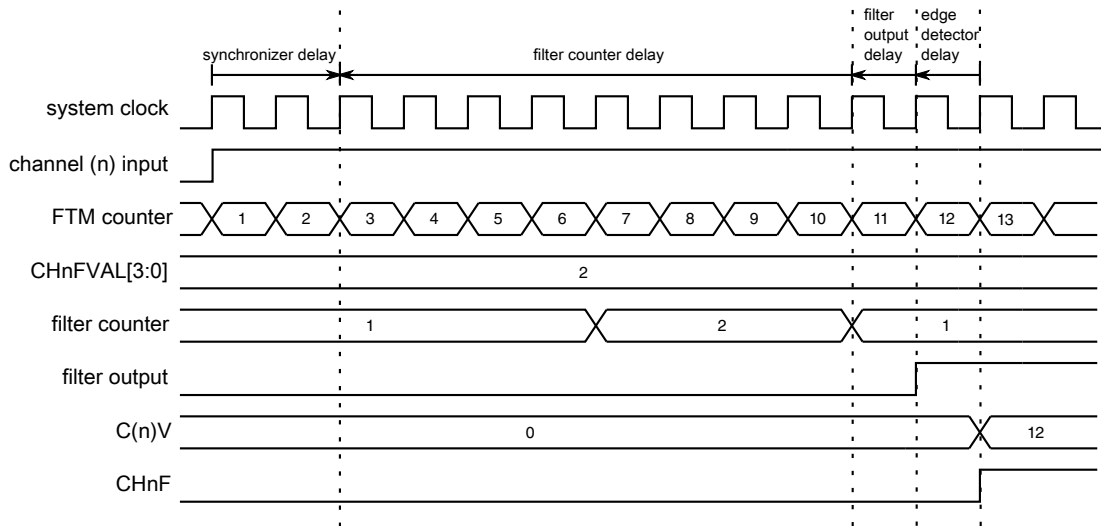 synchronizer delay
filter counter delay
filter
output
delay
edge
detector
delay
system clock
channel (n) input
FTM counter
1 2 3 4 5 6 7 8 9 10 11 12 13
CHnFVAL[3:0]
2
filter counter
1 2 1
filter output
C(n)V
0 12
CHnF